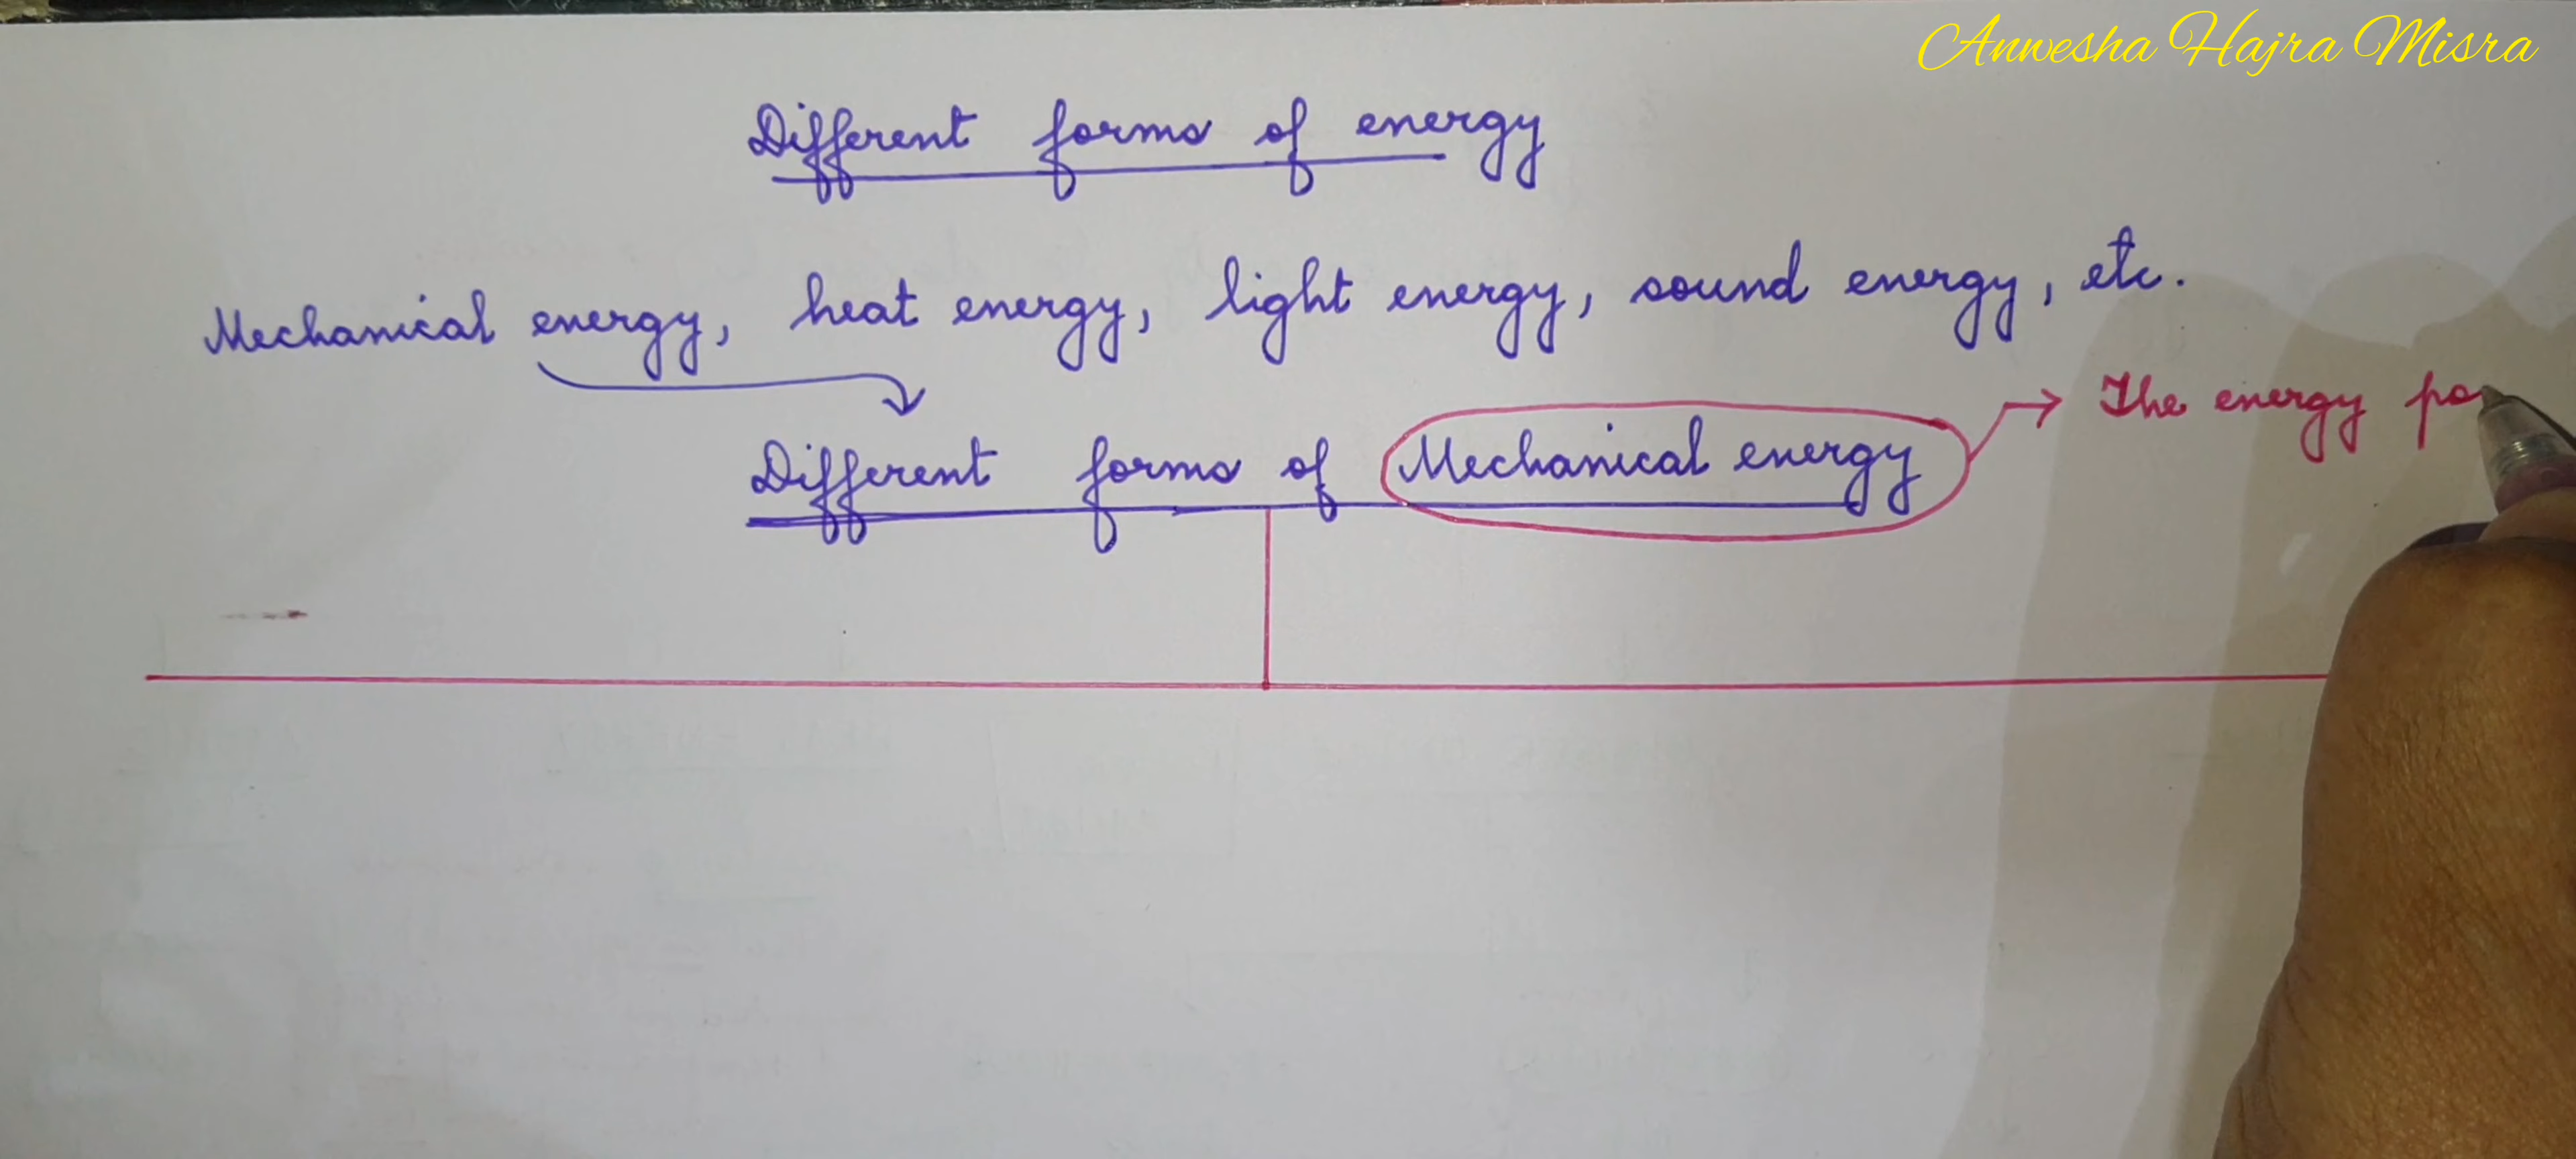 Anwesha Hajra Misra
Different forms of energy
Mechanical energy, heat energy, light energy, sound energy, etc.
Different forms of Mechanical energy → The energy po